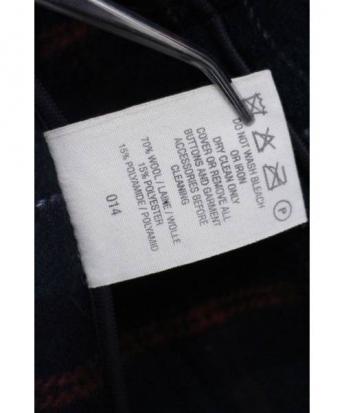 P
DO NOT WASH BLEACH
OR IRON
DRY CLEAN ONLY
COVER OR REMOVE ALL
BUTTONS AND GARMENT
ACCESSORIES BEFORE
CLEANING
70% WOOL / LAINE / WOLLE
15% POLYESTER
15% POLYAMIDE / POLYAMID
014